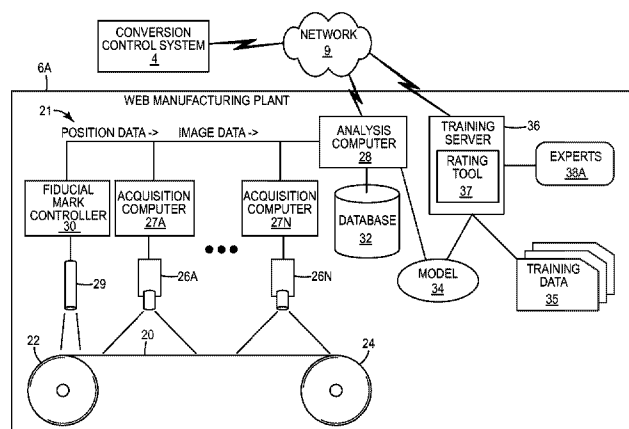 CONVERSION
CONTROL SYSTEM
4
NETWORK
9
6A
WEB MANUFACTURING PLANT
21
POSITION DATA -> IMAGE DATA ->
ANALYSIS
COMPUTER
28
TRAINING
SERVER
36
RATING
TOOL
37
EXPERTS
38A
FIDUCIAL
MARK
CONTROLLER
30
ACQUISITION
COMPUTER
27A
ACQUISITION
COMPUTER
27N
DATABASE
32
29
26A
26N
MODEL
34
TRAINING
DATA
35
22
20
24